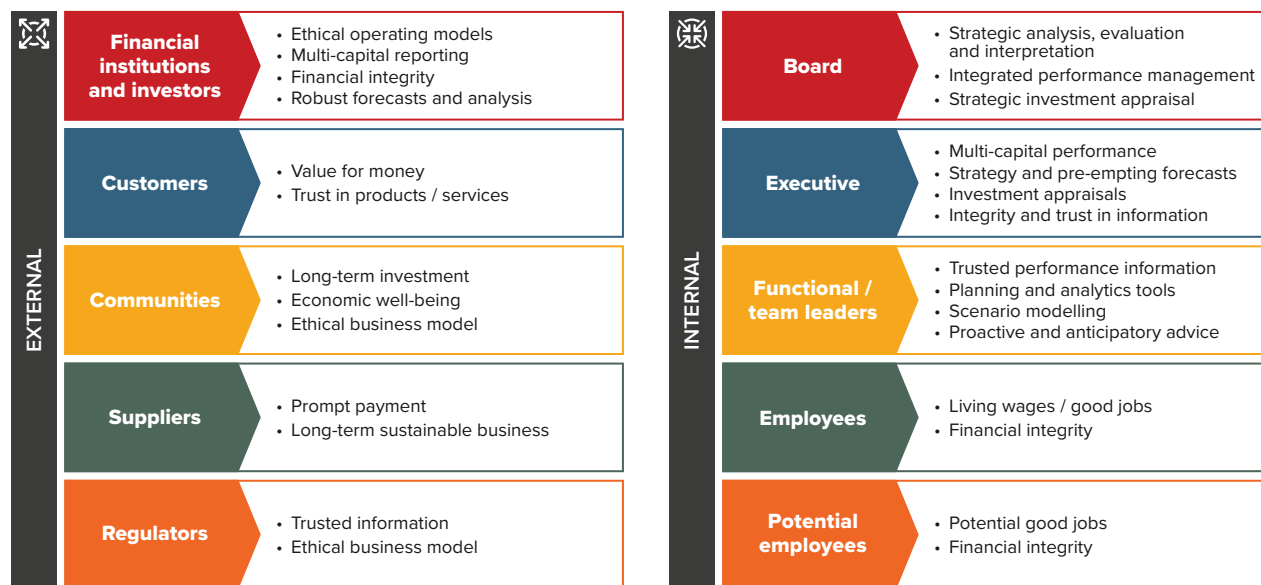 EXTERNAL
Financial
institutions
and investors
• Ethical operating models
• Multi-capital reporting
• Financial integrity
• Robust forecasts and analysis
Customers
• Value for money
• Trust in products / services
Communities
• Long-term investment
• Economic well-being
• Ethical business model
Suppliers
• Prompt payment
• Long-term sustainable business
Regulators
• Trusted information
• Ethical business model
INTERNAL
Board
• Strategic analysis, evaluation
and interpretation
• Integrated performance management
• Strategic investment appraisal
Executive
• Multi-capital performance
• Strategy and pre-empting forecasts
• Investment appraisals
• Integrity and trust in information
Functional /
team leaders
• Trusted performance information
• Planning and analytics tools
• Scenario modelling
• Proactive and anticipatory advice
Employees
• Living wages / good jobs
• Financial integrity
Potential
employees
• Potential good jobs
• Financial integrity